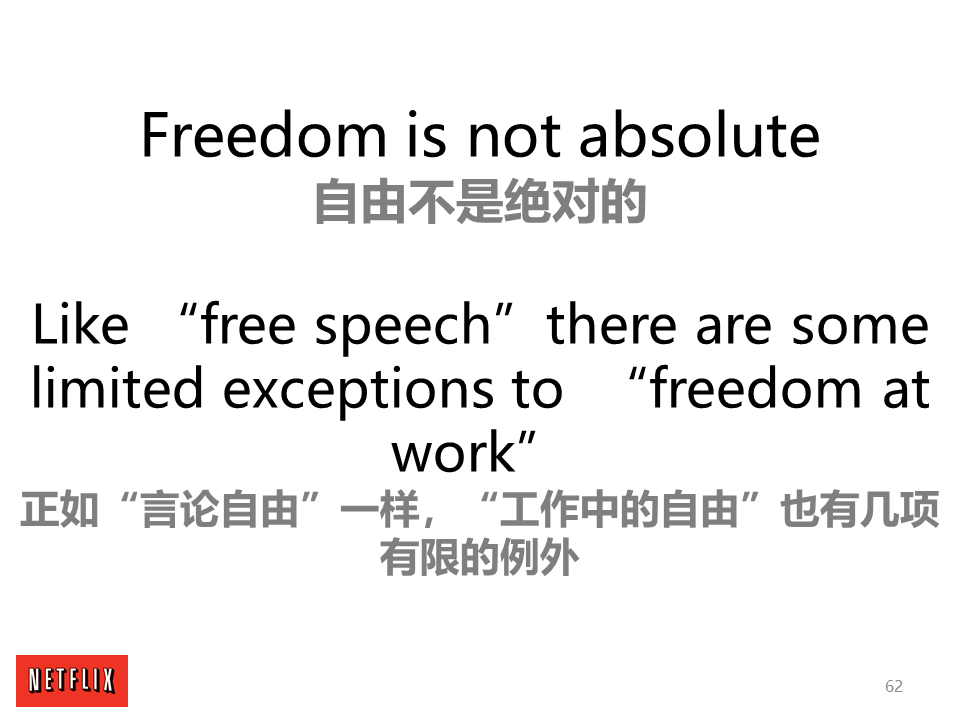 Freedom is not absolute
自由不是绝对的
Like “free speech” there are some
limited exceptions to “freedom at
work”
正如“言论自由”一样，“工作中的自由”也有几项
有限的例外
NETFLIX
62